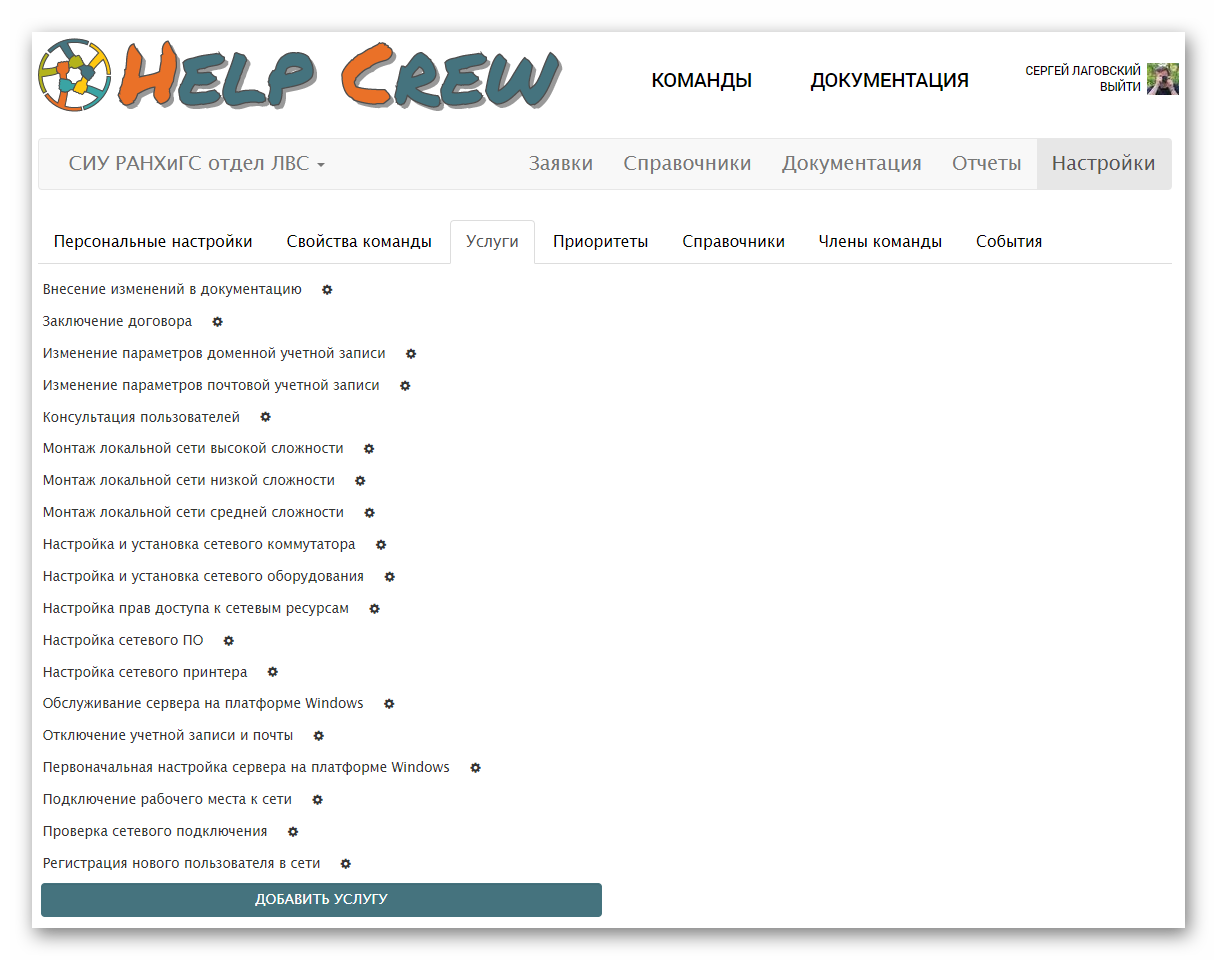 HELP CREW
КОМАНДЫ
ДОКУМЕНТАЦИЯ
СЕРГЕЙ ЛАГОВСКИЙ
ВЫЙТИ
СИУ РАНХиГС отдел ЛВС
Заявки
Справочники
Документация
Отчеты
Настройки
Персональные настройки
Свойства команды
Услуги
Приоритеты
Справочники
Члены команды
События
Внесение изменений в документацию
Заключение договора
Изменение параметров доменной учетной записи
Изменение параметров почтовой учетной записи
Консультация пользователей
Монтаж локальной сети высокой сложности
Монтаж локальной сети низкой сложности
Монтаж локальной сети средней сложности
Настройка и установка сетевого коммутатора
Настройка и установка сетевого оборудования
Настройка прав доступа к сетевым ресурсам
Настройка сетевого ПО
Настройка сетевого принтера
Обслуживание сервера на платформе Windows
Отключение учетной записи и почты
Первоначальная настройка сервера на платформе Windows
Подключение рабочего места к сети
Проверка сетевого подключения
Регистрация нового пользователя в сети
ДОБАВИТЬ УСЛУГУ